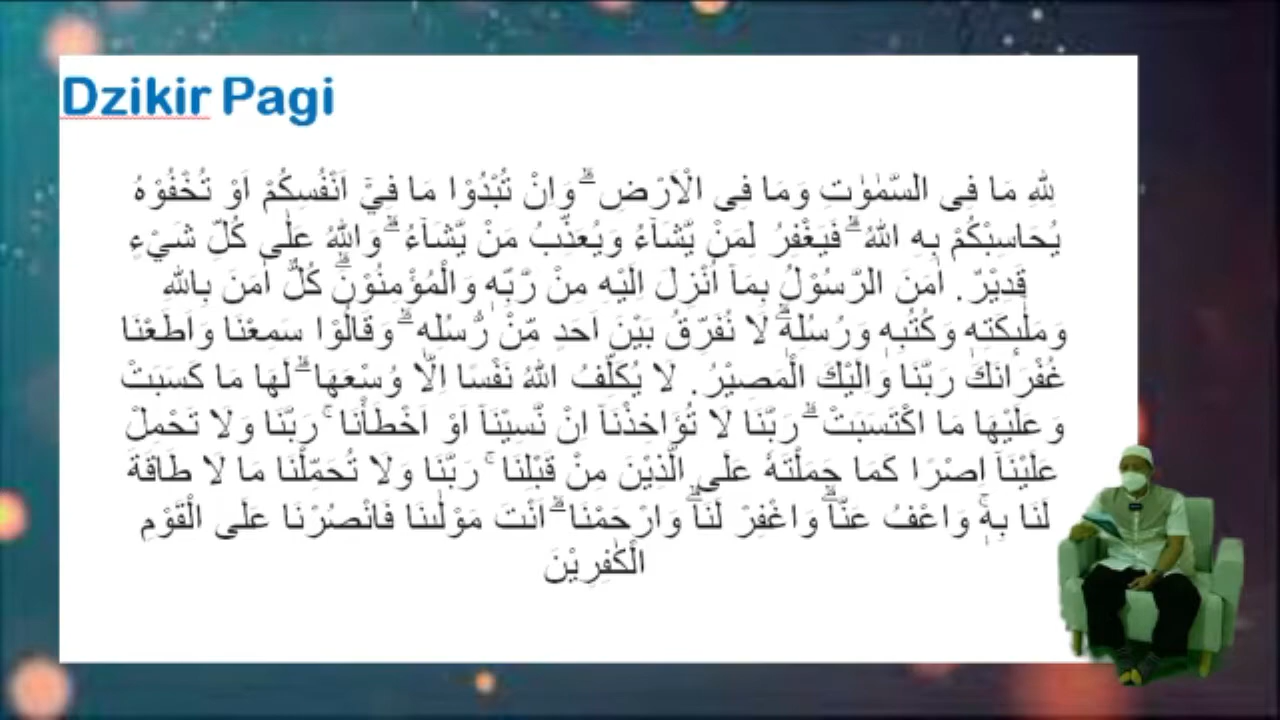 Dzikir Pagi
لِلّٰهِ مَا فِى السَّمٰوٰتِ وَمَا فِى الْاَرْضِ ۗ وَاِنْ تُبْدُوْا مَا فِيْٓ اَنْفُسِكُمْ اَوْ تُخْفُوْهُ
يُحَاسِبْكُمْ بِهِ اللّٰهُ ۗ فَيَغْفِرُ لِمَنْ يَّشَاۤءُ وَيُعَذِّبُ مَنْ يَّشَاۤءُ ۗ وَاللّٰهُ عَلٰى كُلِّ شَيْءٍ
قَدِيْرٌ. اٰمَنَ الرَّسُوْلُ بِمَآ اُنْزِلَ اِلَيْهِ مِنْ رَّبِّهٖ وَالْمُؤْمِنُوْنَۗ كُلٌّ اٰمَنَ بِاللّٰهِ
وَمَلٰۤىِٕكَتِهٖ وَكُتُبِهٖ وَرُسُلِهٖۗ لَا نُفَرِّقُ بَيْنَ اَحَدٍ مِّنْ رُّسُلِهٖ ۗ وَقَالُوْا سَمِعْنَا وَاَطَعْنَا
غُفْرَانَكَ رَبَّنَا وَاِلَيْكَ الْمَصِيْرُ. لَا يُكَلِّفُ اللّٰهُ نَفْسًا اِلَّا وُسْعَهَا ۗ لَهَا مَا كَسَبَتْ
وَعَلَيْهَا مَا اكْتَسَبَتْ ۗ رَبَّنَا لَا تُؤَاخِذْنَآ اِنْ نَّسِيْنَآ اَوْ اَخْطَأْنَا ۚ رَبَّنَا وَلَا تَحْمِلْ
عَلَيْنَآ اِصْرًا كَمَا حَمَلْتَهٗ عَلَى الَّذِيْنَ مِنْ قَبْلِنَا ۚ رَبَّنَا وَلَا تُحَمِّلْنَا مَا لَا طَاقَةَ
لَنَا بِهٖۚ وَاعْفُ عَنَّاۗ وَاغْفِرْ لَنَاۗ وَارْحَمْنَا ۗ اَنْتَ مَوْلٰىنَا فَانْصُرْنَا عَلَى الْقَوْمِ
الْكٰفِرِيْنَ